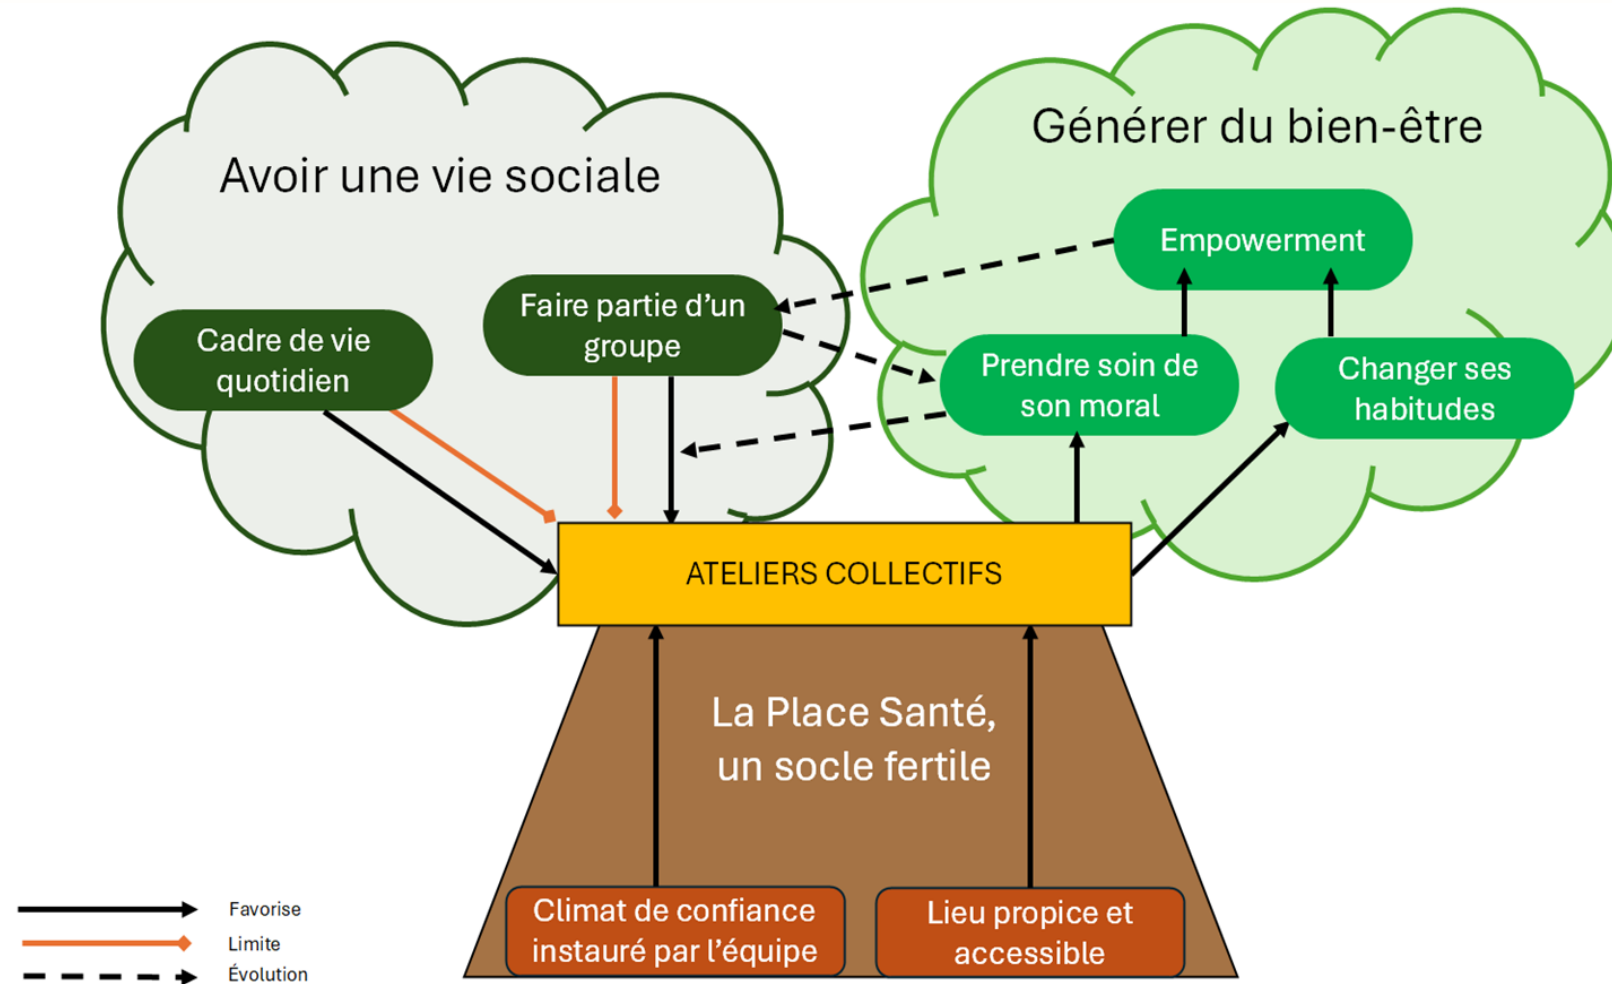 Générer du bien-être
Avoir une vie sociale
Empowerment
Faire partie d’un
groupe
Cadre de vie
quotidien
Prendre soin de
son moral
Changer ses
habitudes
ATELIERS COLLECTIFS
La Place Santé,
un socle fertile
Climat de confiance
instauré par l’équipe
Lieu propice et
accessible
Favorise
Limite
Évolution